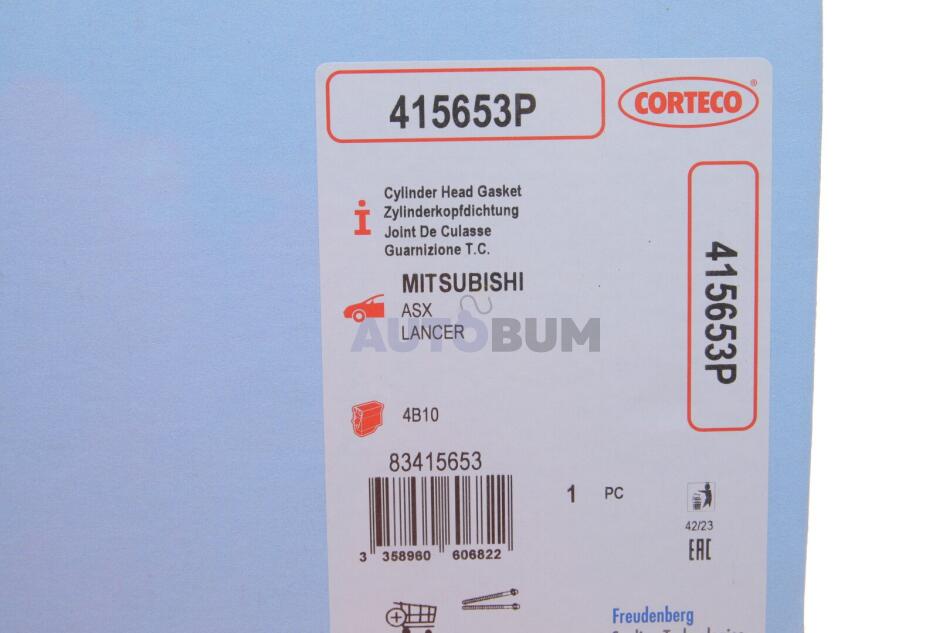 415653P
CORTECO®
Cylinder Head Gasket
Zylinderkopfdichtung
Joint De Culasse
Guarnizione T.C.
415653P
MITSUBISHI
ASX
LANCER
AUTOBUM
4B10
83415653
1 PC
3 358960 606822
42/23
EAC
Freudenberg